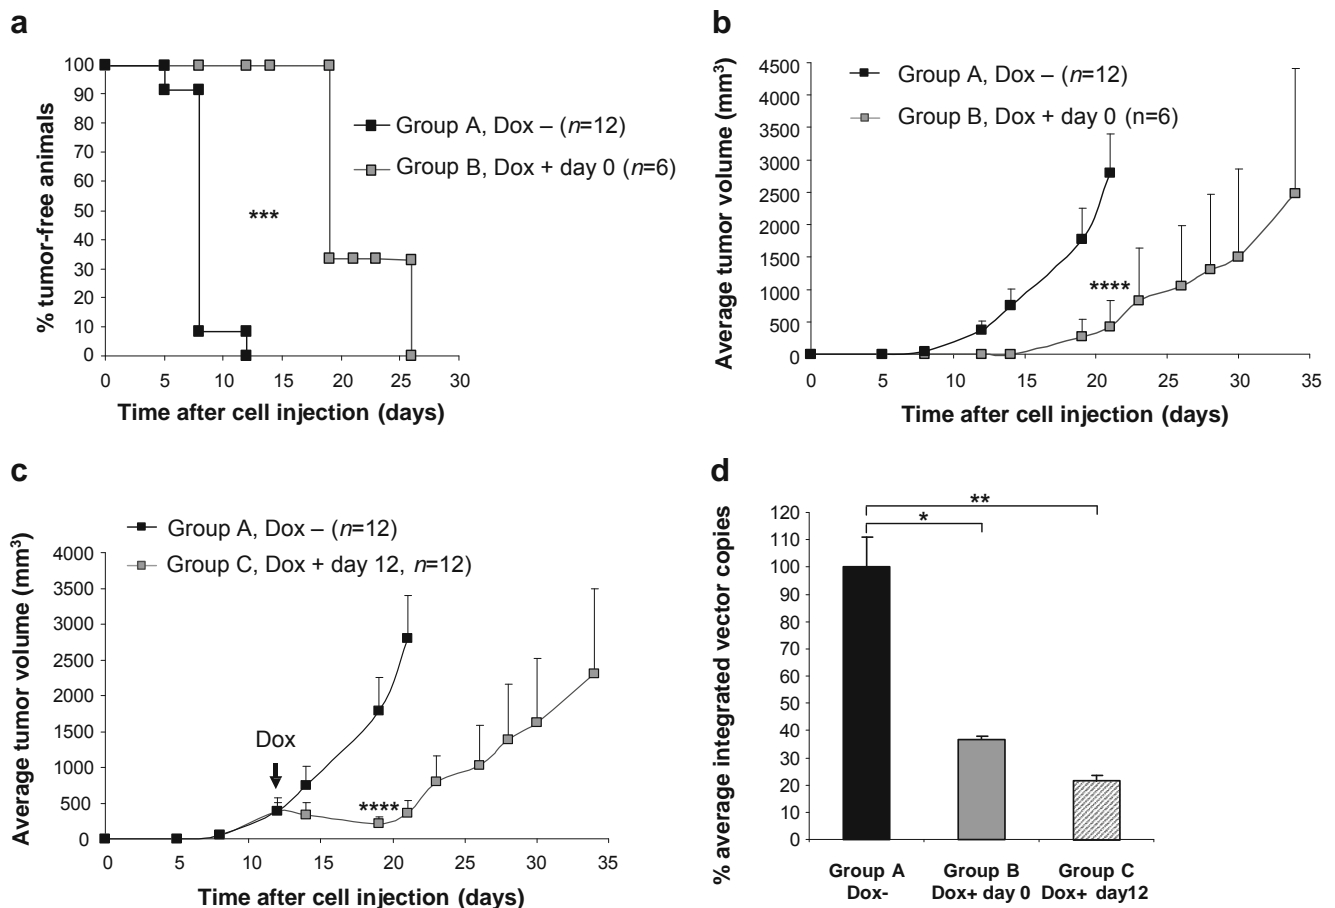 a
% tumor-free animals
100
90
80
70
60
50
40
30
20
10
0
Group A, Dox – (n=12)
Group B, Dox + day 0 (n=6)
***
0 5 10 15 20 25 30
Time after cell injection (days)
b
Average tumor volume (mm³)
4500
4000
3500
3000
2500
2000
1500
1000
500
0
Group A, Dox – (n=12)
Group B, Dox + day 0 (n=6)
****
0 5 10 15 20 25 30 35
Time after cell injection (days)
c
Average tumor volume (mm³)
Group A, Dox – (n=12)
Group C, Dox + day 12, n=12)
4000
3500
3000
2500
2000
1500
1000
500
0
Dox
****
0 5 10 15 20 25 30 35
Time after cell injection (days)
d
% average integrated vector copies
120
110
100
90
80
70
60
50
40
30
20
10
0
**
*
Group A
Dox-
Group B
Dox+ day 0
Group C
Dox+ day12